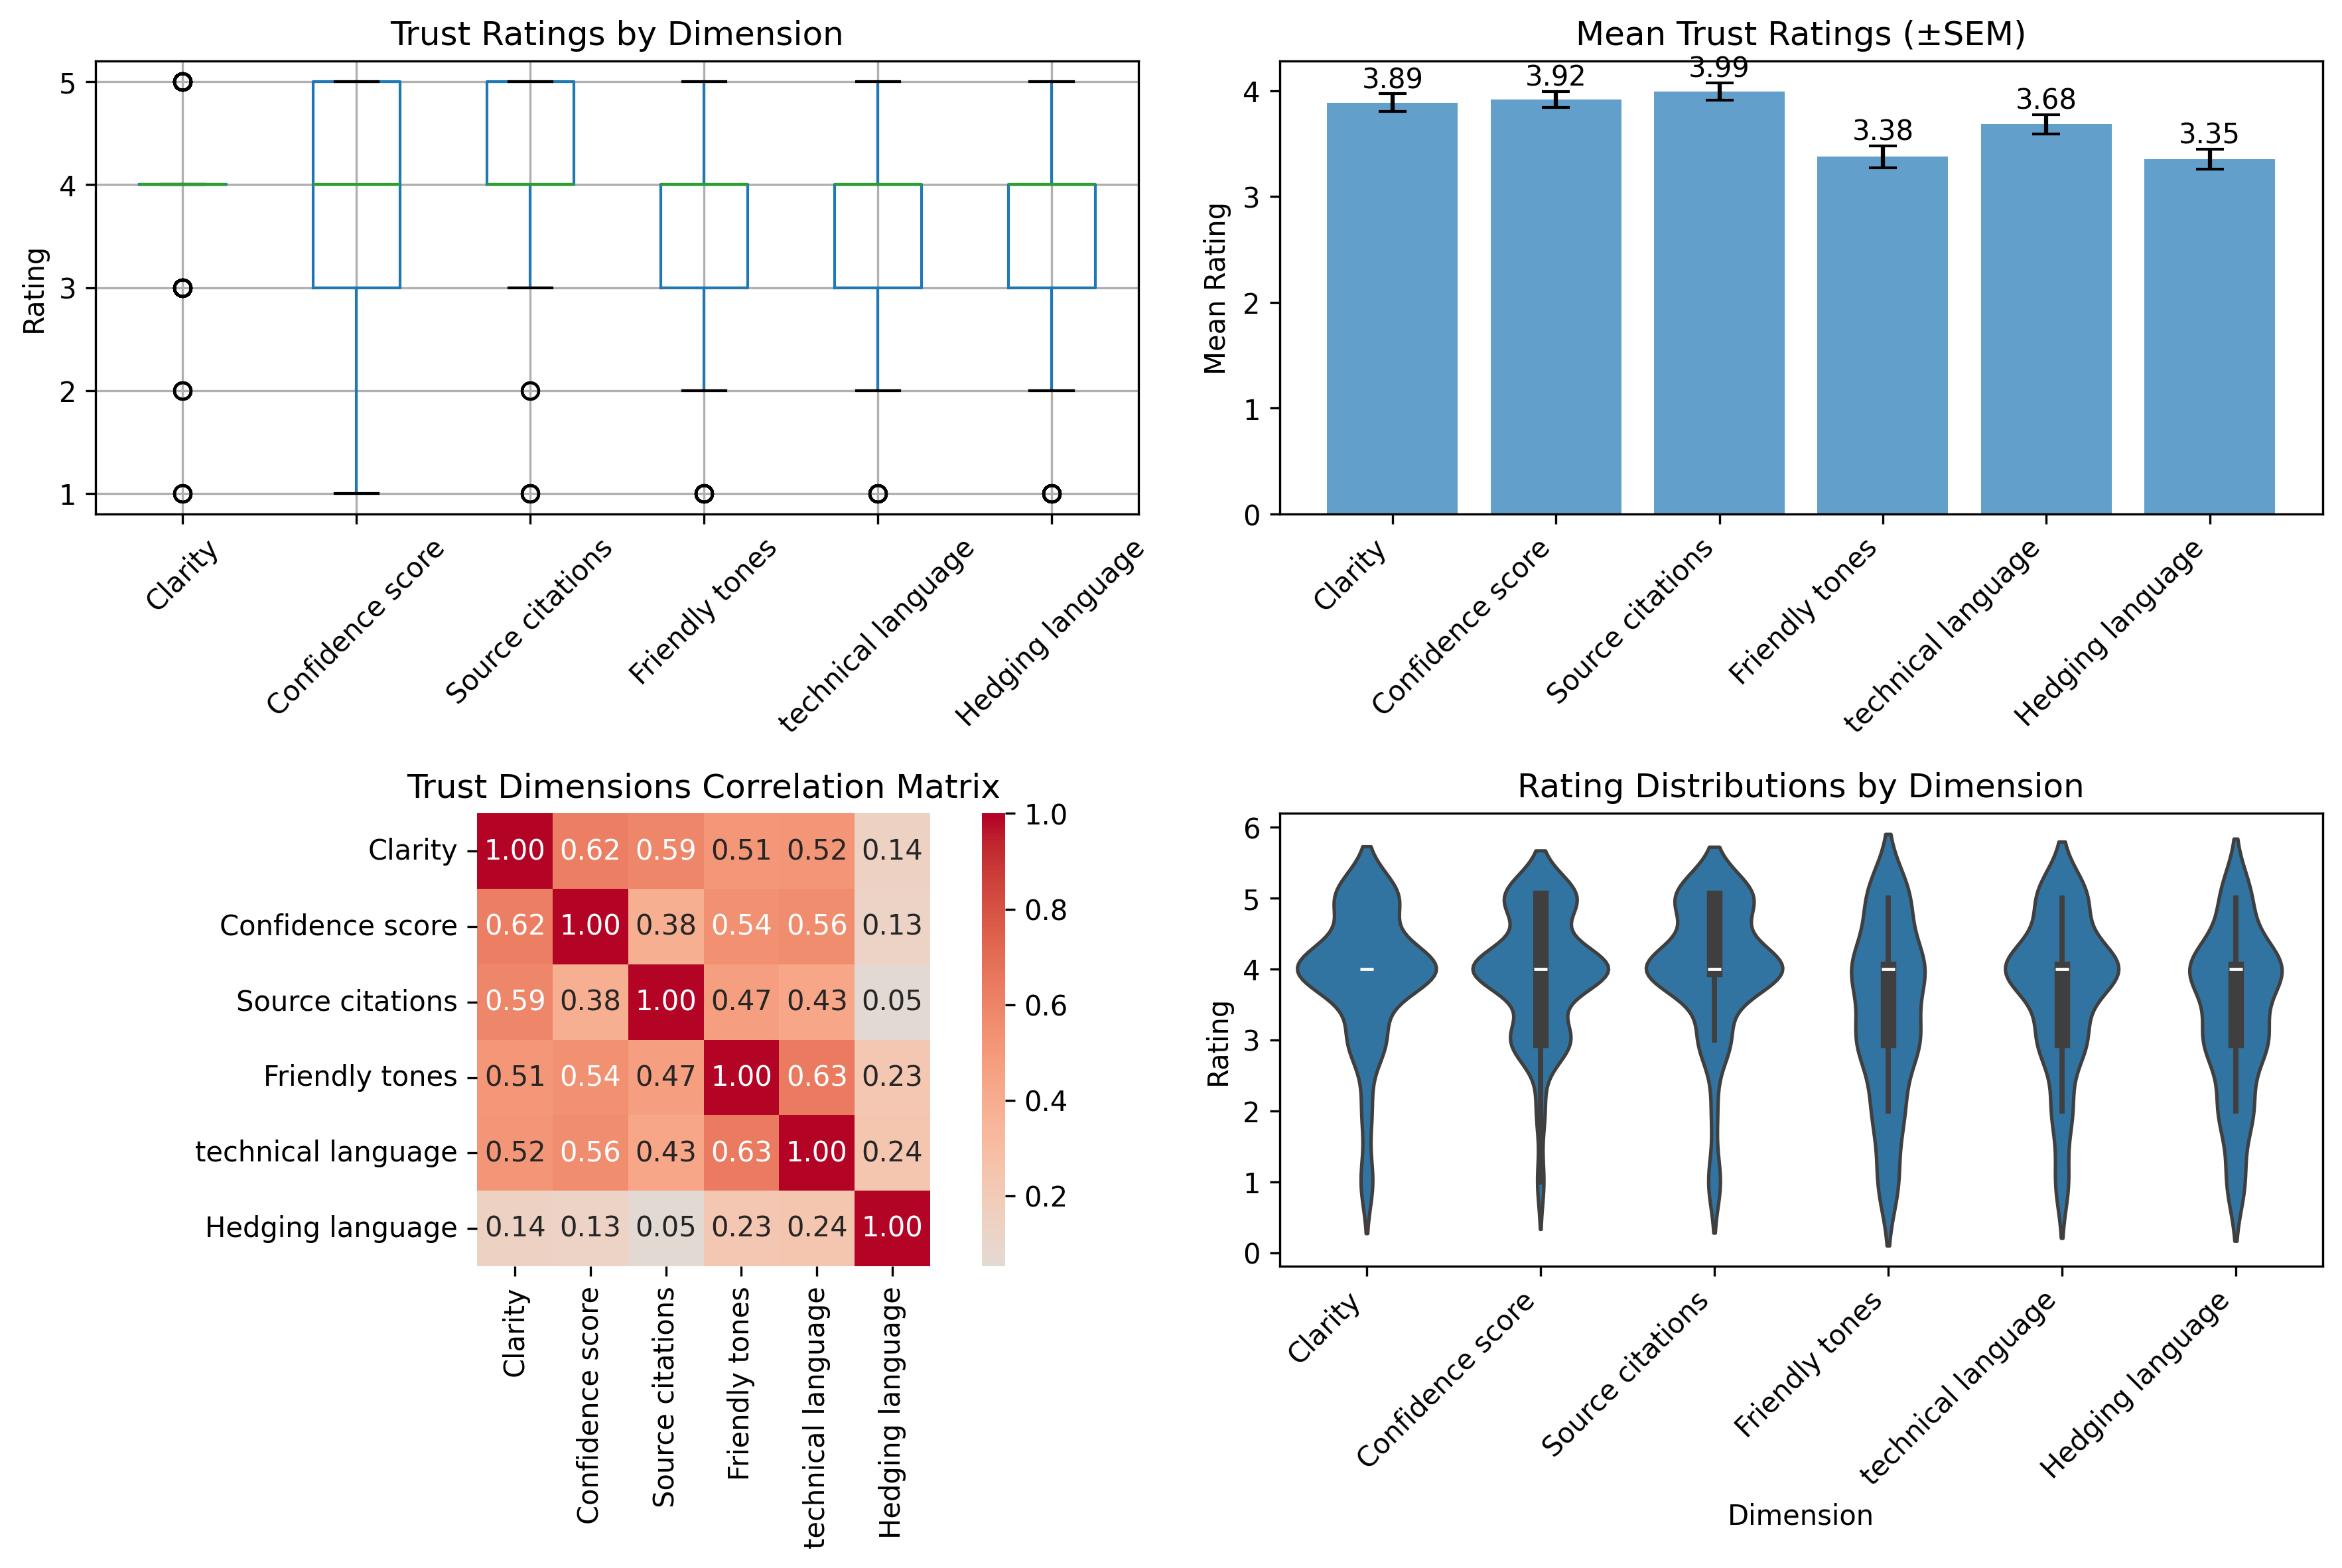 Trust Ratings by Dimension
Rating
5
4
3
2
1
Clarity
Confidence score
Source citations
Friendly tones
technical language
Hedging language
Mean Trust Ratings (±SEM)
Mean Rating
4
3
2
1
0
3.89
3.92
3.99
3.38
3.68
3.35
Clarity
Confidence score
Source citations
Friendly tones
technical language
Hedging language
Trust Dimensions Correlation Matrix
Clarity 1.00 0.62 0.59 0.51 0.52 0.14
Confidence score 0.62 1.00 0.38 0.54 0.56 0.13
Source citations 0.59 0.38 1.00 0.47 0.43 0.05
Friendly tones 0.51 0.54 0.47 1.00 0.63 0.23
technical language 0.52 0.56 0.43 0.63 1.00 0.24
Hedging language 0.14 0.13 0.05 0.23 0.24 1.00
Clarity
Confidence score
Source citations
Friendly tones
technical language
Hedging language
1.0
0.8
0.6
0.4
0.2
Rating Distributions by Dimension
Rating
6
5
4
3
2
1
0
Clarity
Confidence score
Source citations
Friendly tones
technical language
Hedging language
Dimension